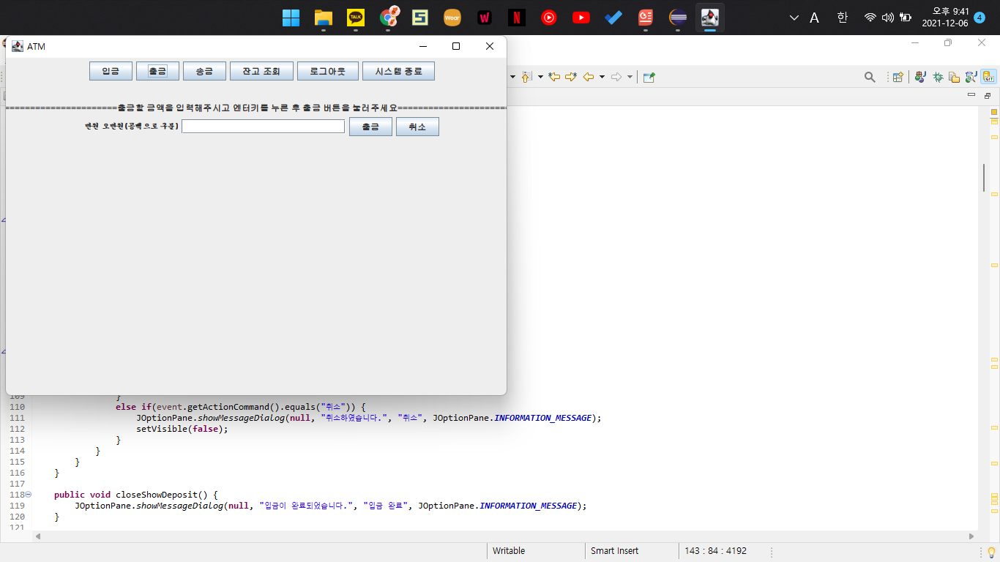 오후 9:41
A 한 2021-12-06 4
ATM
입금 출금 송금 잔고 조회 로그아웃 시스템 종료
======================출금할 금액을 입력해주시고 엔터키를 누른 후 출금 버튼을 눌러주세요======================
만원 오만원(공백으로 구분) 출금 취소
109 }
110 else if(event.getActionCommand().equals("취소")) {
111 JOptionPane.showMessageDialog(null, "취소하였습니다.", "취소", JOptionPane.INFORMATION_MESSAGE);
112 setVisible(false);
113 }
114 }
115 }
116 }
117
118 public void closeShowDeposit() {
119 JOptionPane.showMessageDialog(null, "입금이 완료되었습니다.", "입금 완료", JOptionPane.INFORMATION_MESSAGE);
120 }
121
Writable Smart Insert 143 : 84 : 4192